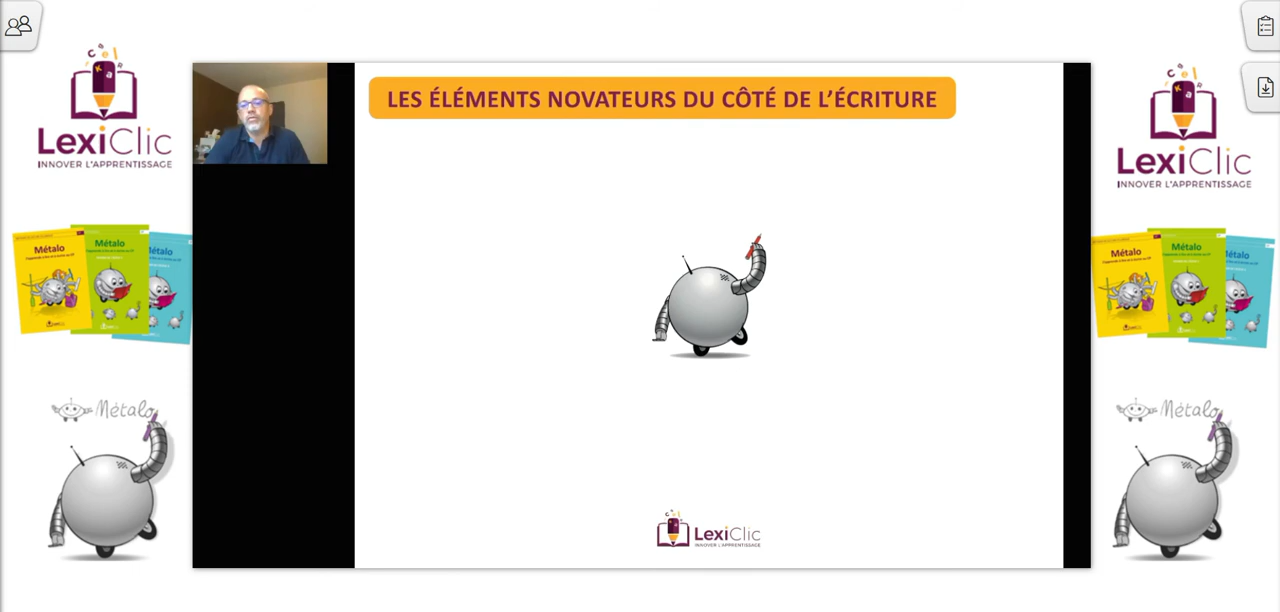 LexiClic
INNOVER L'APPRENTISSAGE
Métalo
Métalo
Métalo
Métalo
LES ÉLÉMENTS NOVATEURS DU CÔTÉ DE L'ÉCRITURE
LexiClic
INNOVER L'APPRENTISSAGE
LexiClic
INNOVER L'APPRENTISSAGE
Métalo
Métalo
Métalo
Métalo